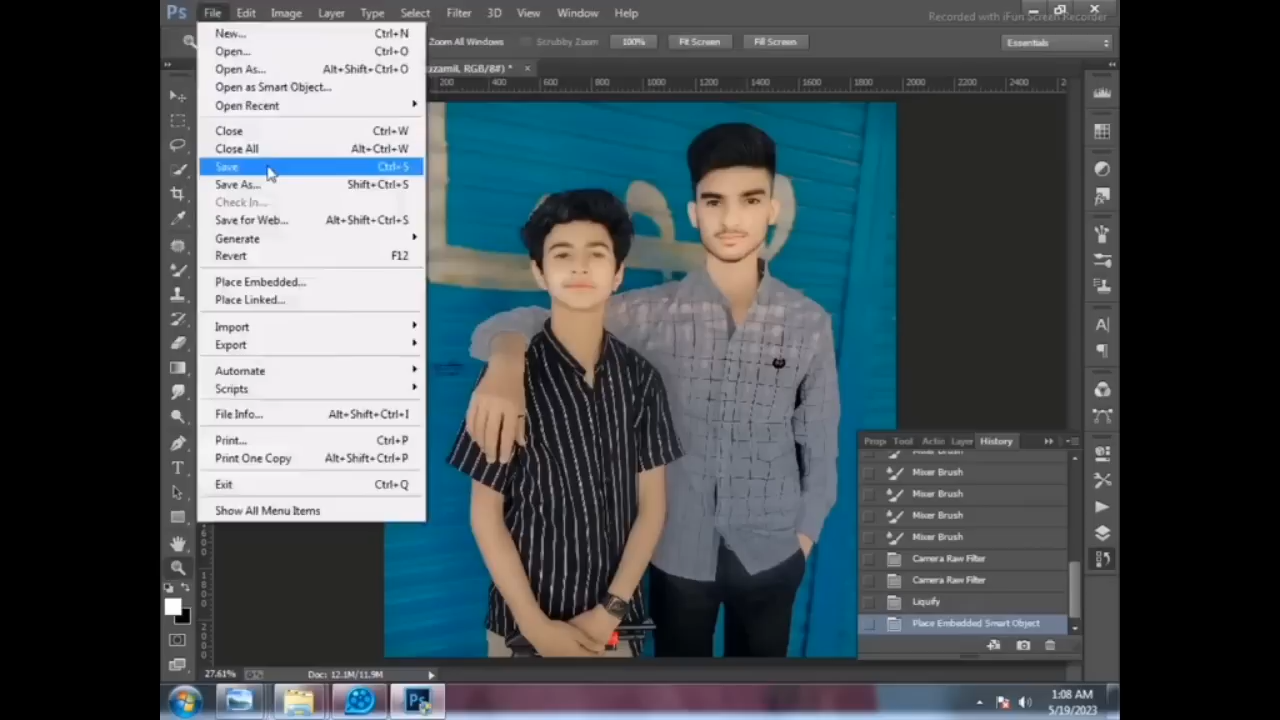 Ps File Edit Image Layer Type Select Filter 3D View Window Help
Recorded with iFun Screen Recorder
Zoom All Windows Scrubby Zoom 100% Fit Screen Fill Screen Essentials
uzamil, RGB/8#) * ×
200 400 600 800 1000 1200 1400 1600 1800 2000 2200 2400
New... Ctrl+N
Open... Ctrl+O
Open As... Alt+Shift+Ctrl+O
Open as Smart Object...
Open Recent
Close Ctrl+W
Close All Alt+Ctrl+W
Save Ctrl+S
Save As... Shift+Ctrl+S
Check In...
Save for Web... Alt+Shift+Ctrl+S
Generate
Revert F12
Place Embedded...
Place Linked...
Import
Export
Automate
Scripts
File Info... Alt+Shift+Ctrl+I
Print... Ctrl+P
Print One Copy Alt+Shift+Ctrl+P
Exit Ctrl+Q
Show All Menu Items
Prop Tool Actin Layer History
Mixer Brush
Mixer Brush
Mixer Brush
Mixer Brush
Mixer Brush
Camera Raw Filter
Camera Raw Filter
Liquify
Place Embedded Smart Object
27.61% Doc: 12.1M/11.9M
1:08 AM
5/19/2023